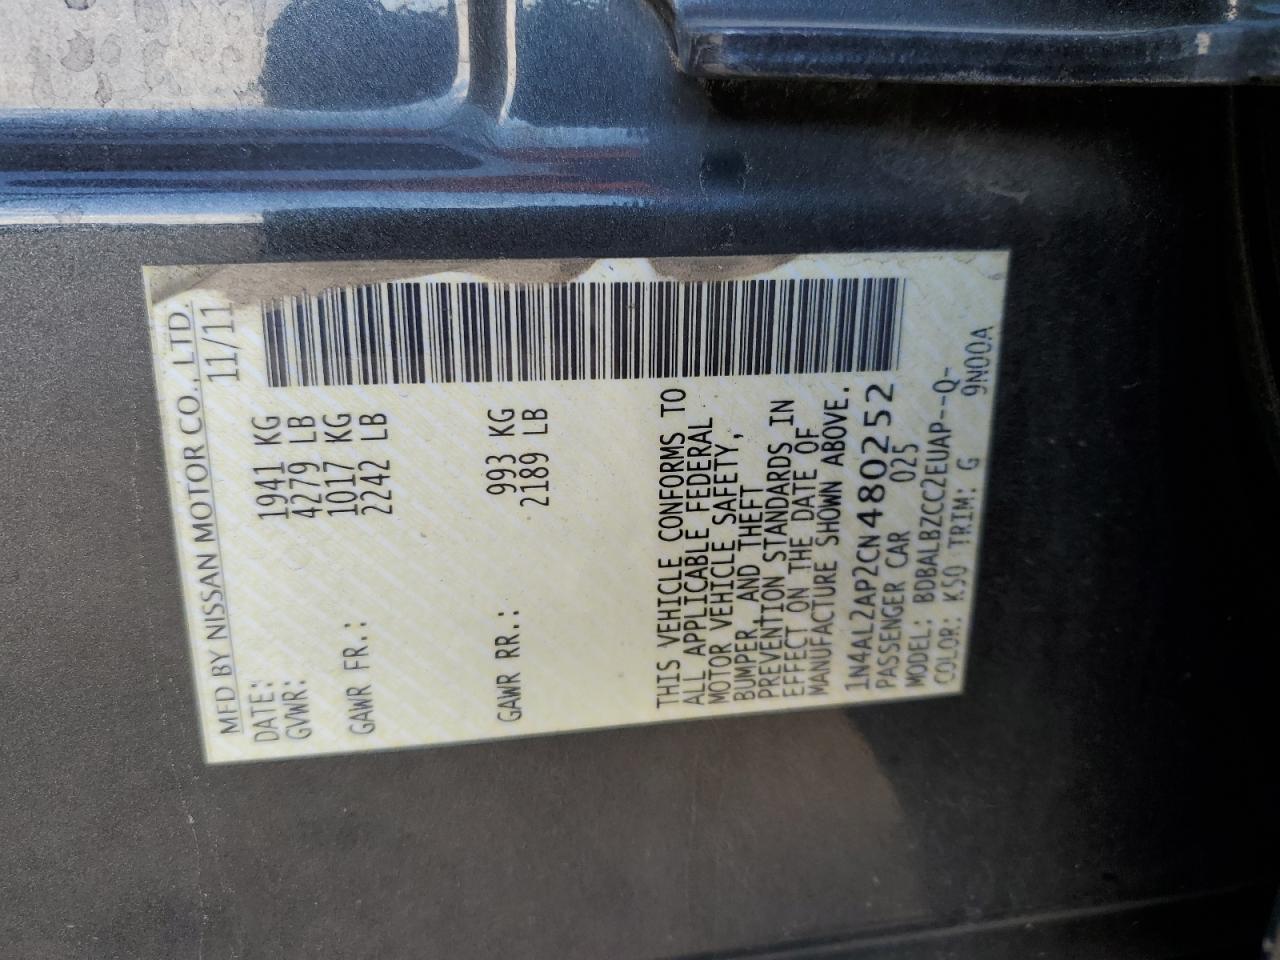 MFD BY NISSAN MOTOR CO., LTD.
DATE: 11/11
GVWR: 1941 KG
4279 LB
GAWR FR.: 1017 KG
2242 LB
GAWR RR.: 993 KG
2189 LB
THIS VEHICLE CONFORMS TO
ALL APPLICABLE FEDERAL
MOTOR VEHICLE SAFETY,
BUMPER, AND THEFT
PREVENTION STANDARDS IN
EFFECT ON THE DATE OF
MANUFACTURE SHOWN ABOVE.
1N4AL2AP2CN480252
PASSENGER CAR 025
MODEL: BDBALBZCC2EUAP--Q-
COLOR: K50 TRIM: G 9N00A